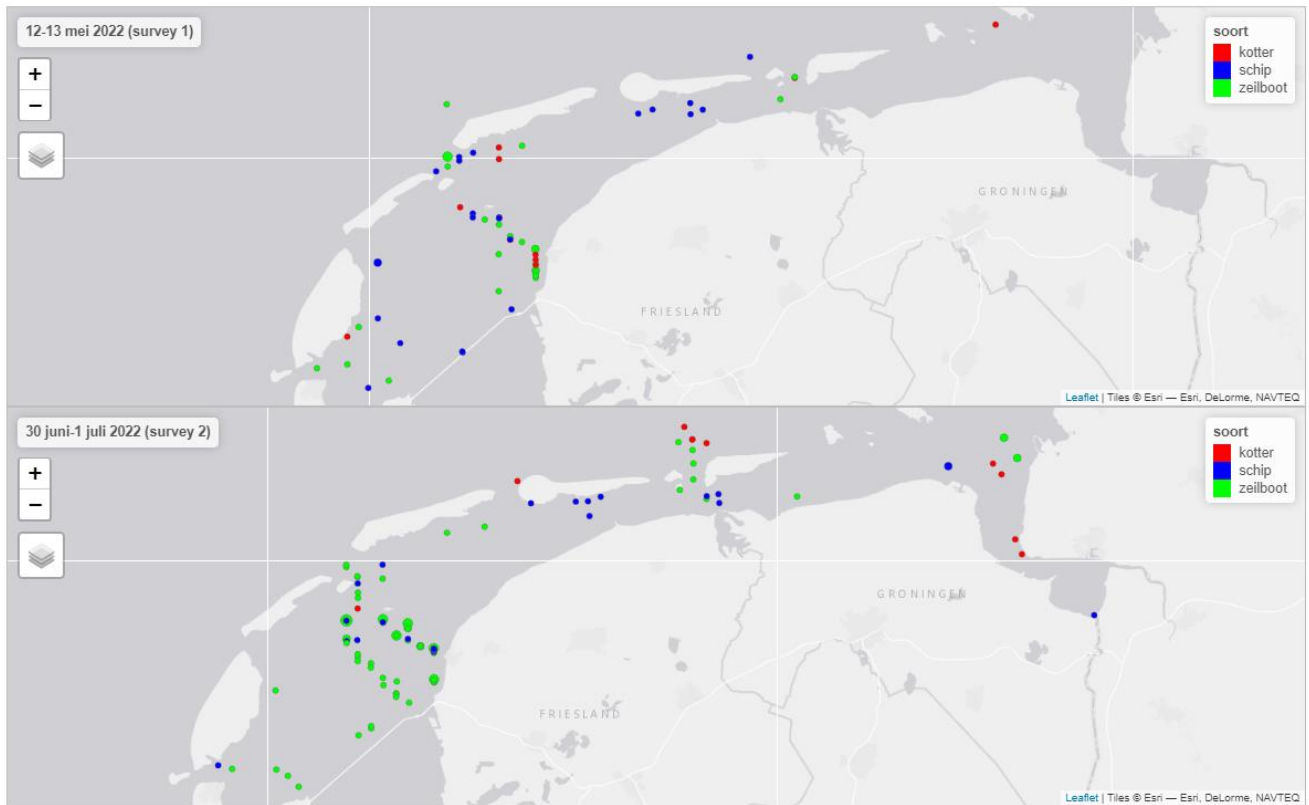 12-13 mei 2022 (survey 1)
+
−
soort
kotter
schip
zeilboot
GRONINGEN
FRIESLAND
Leaflet | Tiles © Esri — Esri, DeLorme, NAVTEQ
30 juni-1 juli 2022 (survey 2)
+
−
soort
kotter
schip
zeilboot
GRONINGEN
FRIESLAND
Leaflet | Tiles © Esri — Esri, DeLorme, NAVTEQ